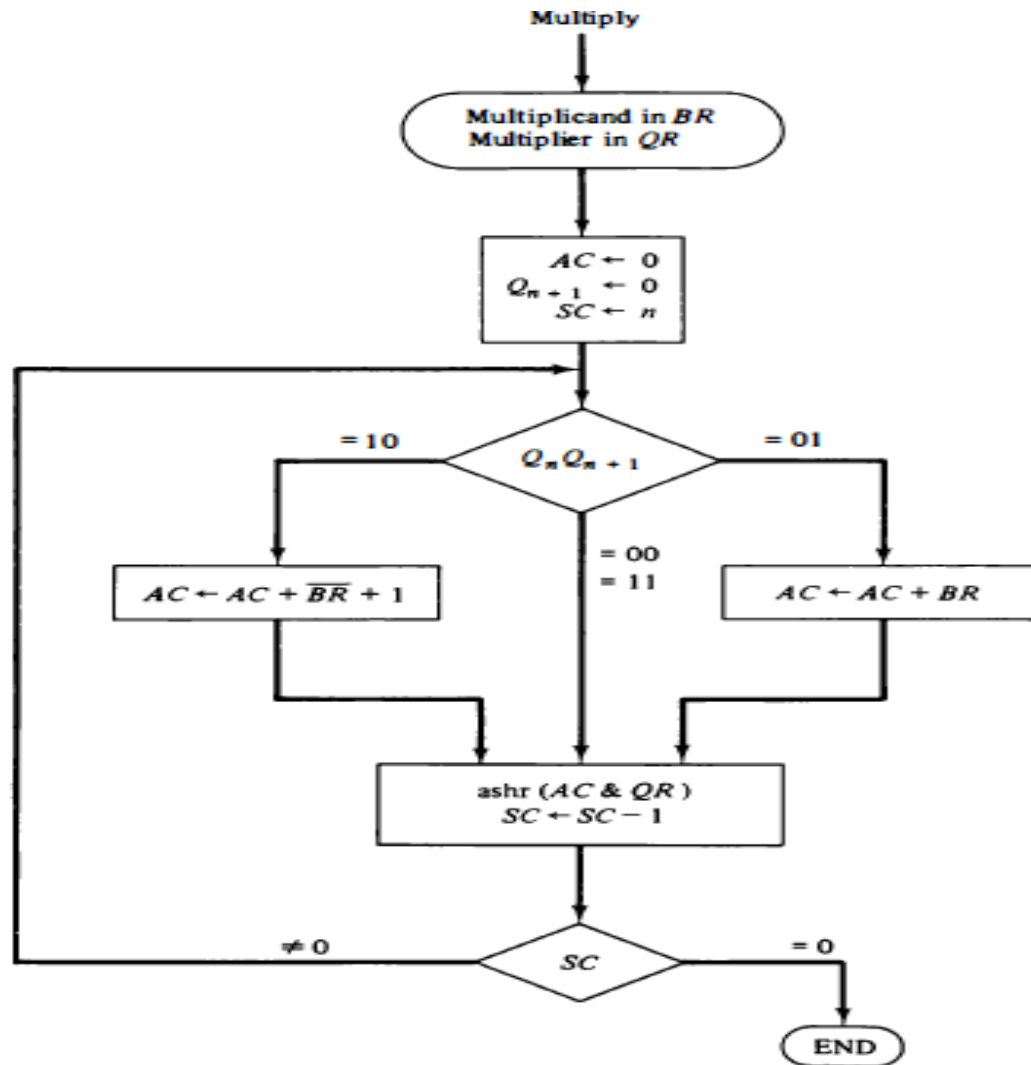 Multiply
Multiplicand in BR
Multiplier in QR
AC ← 0
Qn + 1 ← 0
SC ← n
= 10
QnQn + 1
= 01
= 00
= 11
AC ← AC + B̅R̅ + 1
AC ← AC + BR
ashr (AC & QR)
SC ← SC − 1
≠ 0
SC
= 0
END